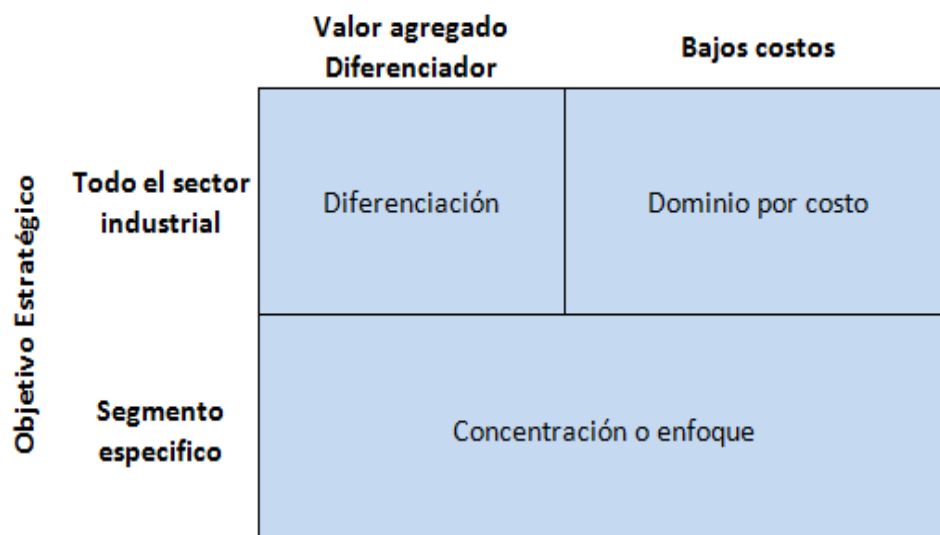 Valor agregado
Diferenciador
Bajos costos
Objetivo Estratégico
Todo el sector
industrial
Diferenciación
Dominio por costo
Segmento
especifico
Concentración o enfoque